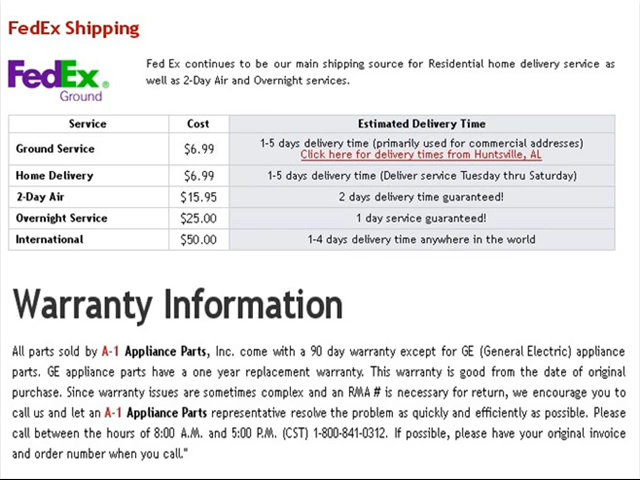 FedEx Shipping
FedEx®
Ground
Fed Ex continues to be our main shipping source for Residential home delivery service as
well as 2-Day Air and Overnight services.
Service Cost Estimated Delivery Time
Ground Service $6.99 1-5 days delivery time (primarily used for commercial addresses)
Click here for delivery times from Huntsville, AL
Home Delivery $6.99 1-5 days delivery time (Deliver service Tuesday thru Saturday)
2-Day Air $15.95 2 days delivery time guaranteed!
Overnight Service $25.00 1 day service guaranteed!
International $50.00 1-4 days delivery time anywhere in the world
Warranty Information
All parts sold by A-1 Appliance Parts, Inc. come with a 90 day warranty except for GE (General Electric) appliance
parts. GE appliance parts have a one year replacement warranty. This warranty is good from the date of original
purchase. Since warranty issues are sometimes complex and an RMA # is necessary for return, we encourage you to
call us and let an A-1 Appliance Parts representative resolve the problem as quickly and efficiently as possible. Please
call between the hours of 8:00 A.M. and 5:00 P.M. (CST) 1-800-841-0312. If possible, please have your original invoice
and order number when you call."